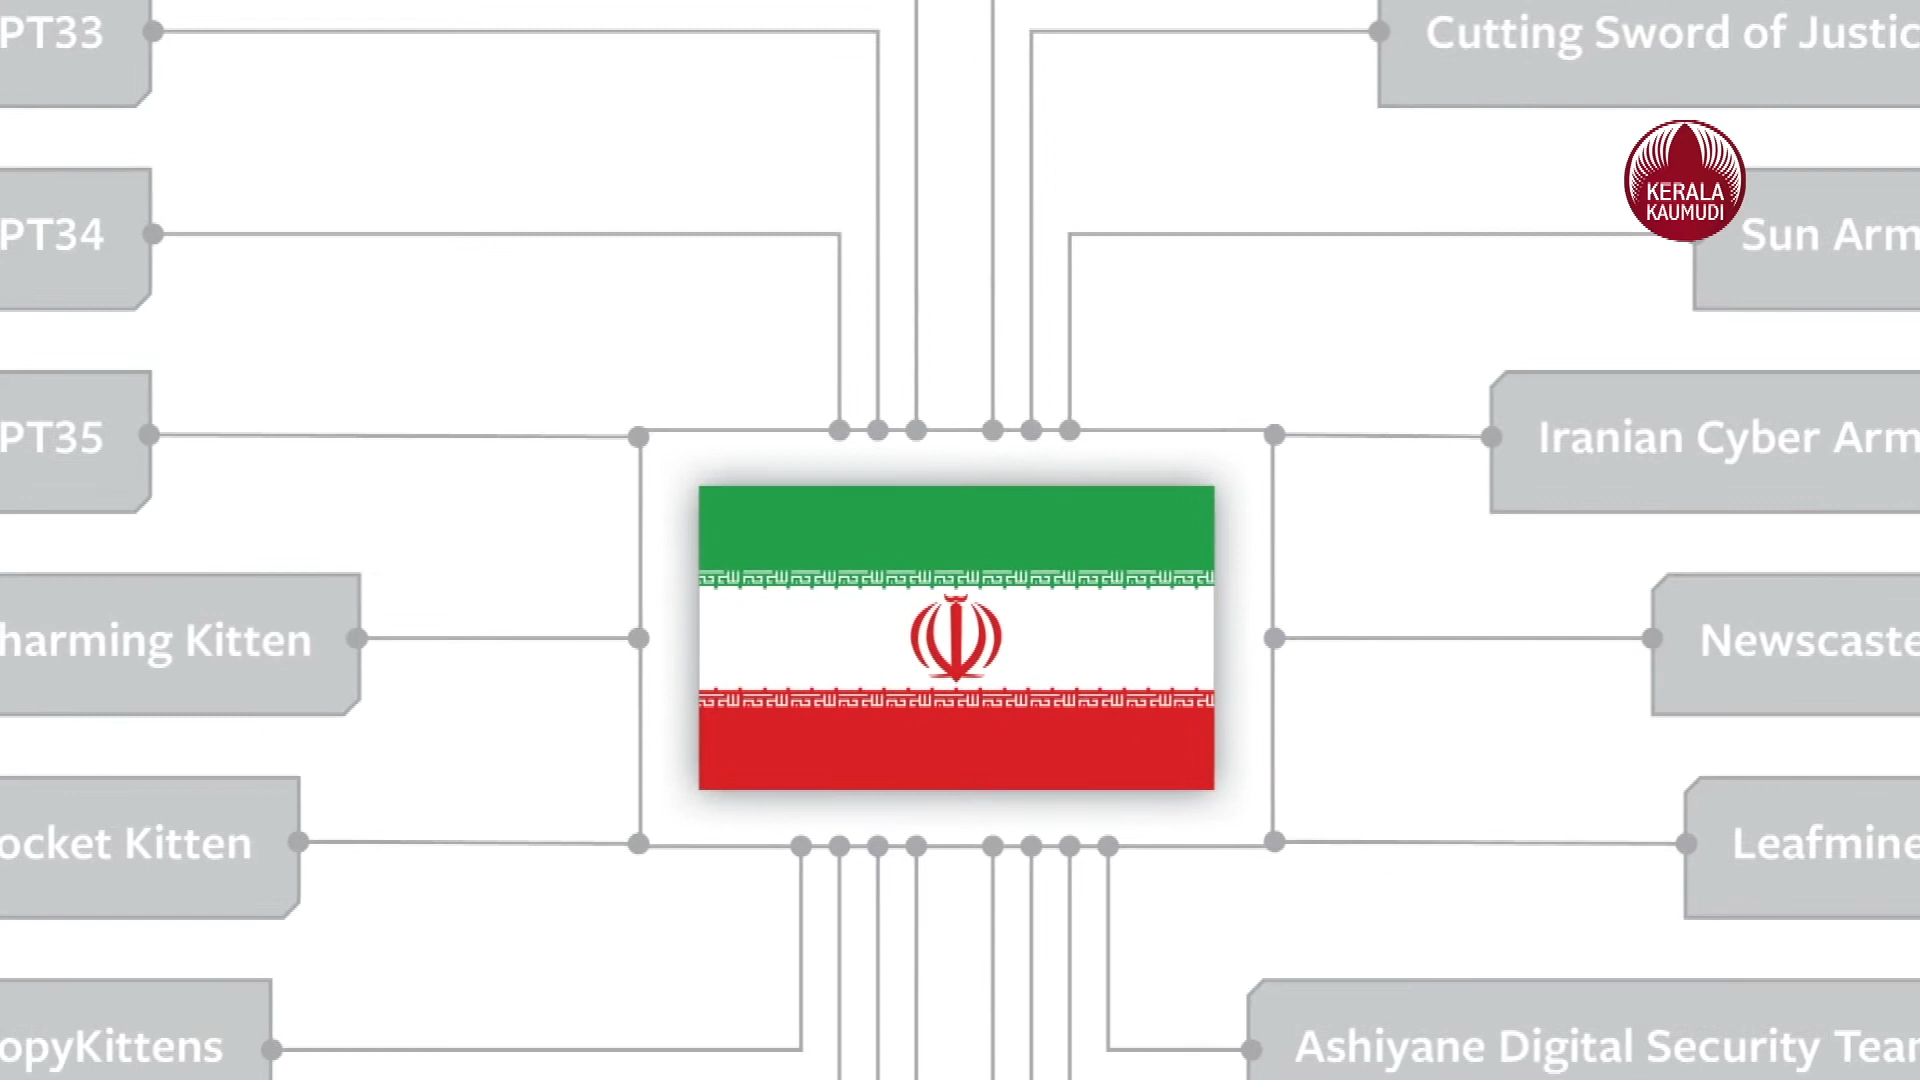 PT33
Cutting Sword of Justic
KERALA
KAUMUDI
PT34
Sun Arm
PT35
Iranian Cyber Arm
harming Kitten
Newscaste
ocket Kitten
Leafmine
opyKittens
Ashiyane Digital Security Tear